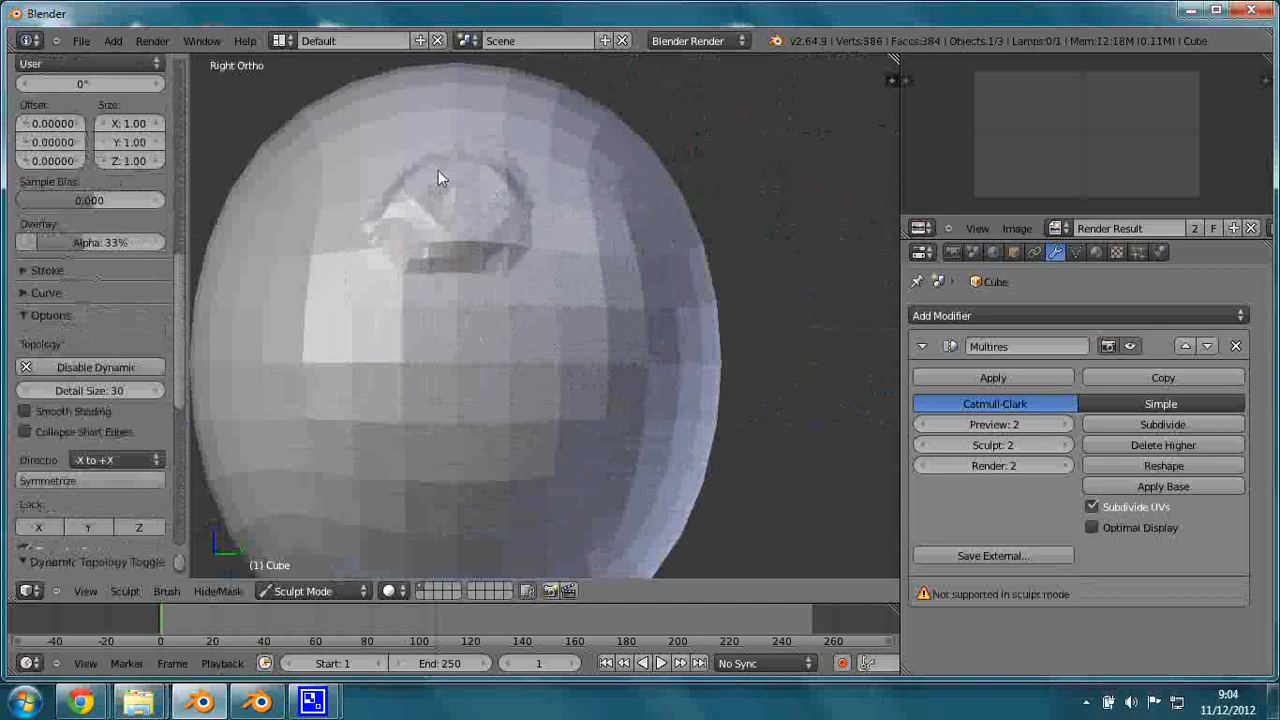 Blender
File Add Render Window Help Default Scene Blender Render v2.64.9 | Verts:386 | Faces:384 | Objects:1/3 | Lamps:0/1 | Mem:12.18M (0.11M) | Cube
User
0°
Offset: Size:
0.00000 X: 1.00
0.00000 Y: 1.00
0.00000 Z: 1.00
Sample Bias:
0.000
Overlay:
Alpha: 33%
Stroke
Curve
Options
Topology:
Disable Dynamic
Detail Size: 30
Smooth Shading
Collapse Short Edges
Directio -X to +X
Symmetrize
Lock:
X Y Z
Dynamic Topology Toggle
Right Ortho
(1) Cube
View Sculpt Brush Hide/Mask Sculpt Mode
View Image Render Result 2 F
Cube
Add Modifier
Multires
Apply Copy
Catmull-Clark Simple
Preview: 2 Subdivide
Sculpt: 2 Delete Higher
Render: 2 Reshape
Apply Base
Subdivide UVs
Optimal Display
Save External...
Not supported in sculpt mode
-40 -20 0 20 40 60 80 100 120 140 160 180 200 220 240 260
View Marker Frame Playback Start: 1 End: 250 1 No Sync
9:04
11/12/2012